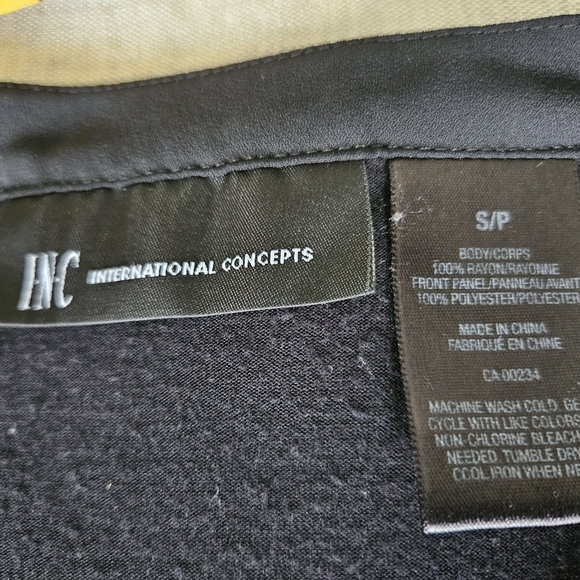 INC INTERNATIONAL CONCEPTS
S/P
BODY/CORPS
100% RAYON/RAYONNE
FRONT PANEL/PANNEAU AVANT
100% POLYESTER/POLYESTER
MADE IN CHINA
FABRIQUÉ EN CHINE
CA 00234
MACHINE WASH COLD. GE
CYCLE WITH LIKE COLORS
NON-CHLORINE BLEACH
NEEDED. TUMBLE DRY
COOL IRON WHEN NE